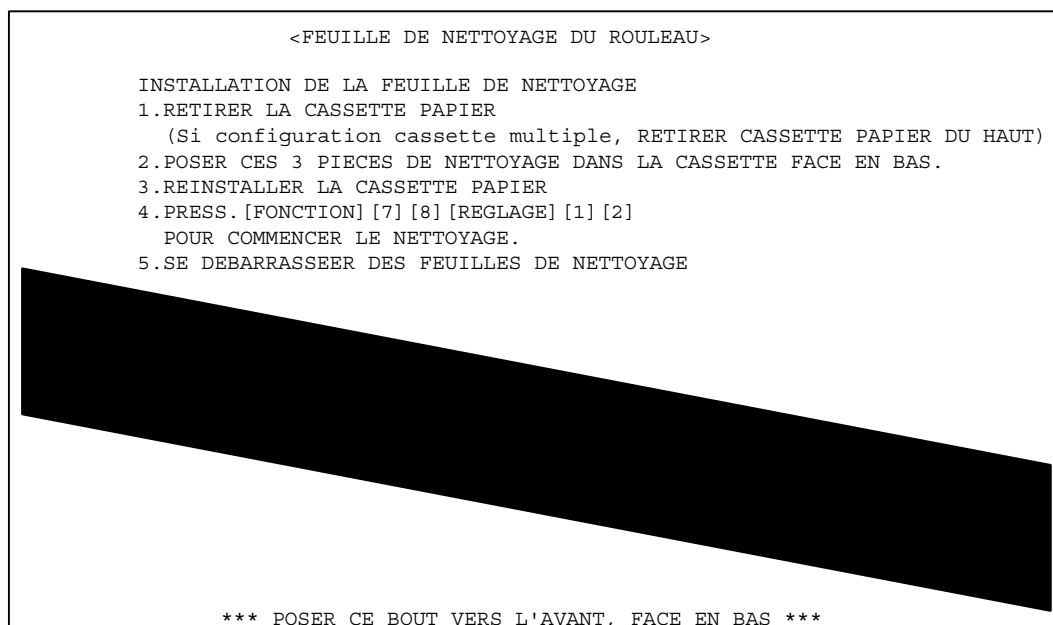 <FEUILLE DE NETTOYAGE DU ROULEAU>
INSTALLATION DE LA FEUILLE DE NETTOYAGE
1.RETIRER LA CASSETTE PAPIER
(Si configuration cassette multiple, RETIRER CASSETTE PAPIER DU HAUT)
2.POSER CES 3 PIECES DE NETTOYAGE DANS LA CASSETTE FACE EN BAS.
3.REINSTALLER LA CASSETTE PAPIER
4.PRESS.[FONCTION][7][8][REGLAGE][1][2]
POUR COMMENCER LE NETTOYAGE.
5.SE DEBARRASSEER DES FEUILLES DE NETTOYAGE
*** POSER CE BOUT VERS L'AVANT, FACE EN BAS ***